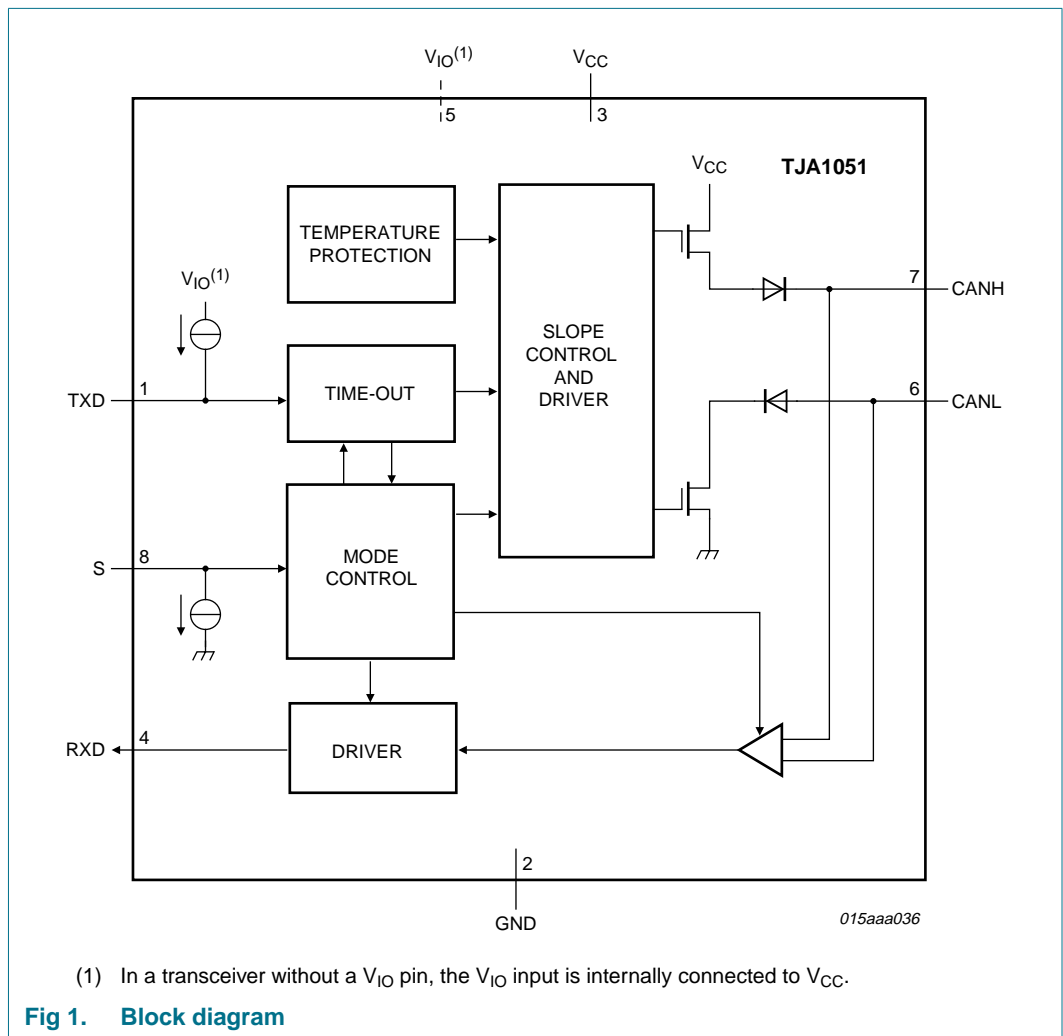 VIO(1)
VCC
5
3
VCC
TJA1051
TEMPERATURE
PROTECTION
VIO(1)
7
CANH
SLOPE
CONTROL
AND
DRIVER
1
TXD
TIME-OUT
6
CANL
8
S
MODE
CONTROL
4
RXD
DRIVER
2
GND
015aaa036
(1) In a transceiver without a VIO pin, the VIO input is internally connected to VCC.
Fig 1. Block diagram